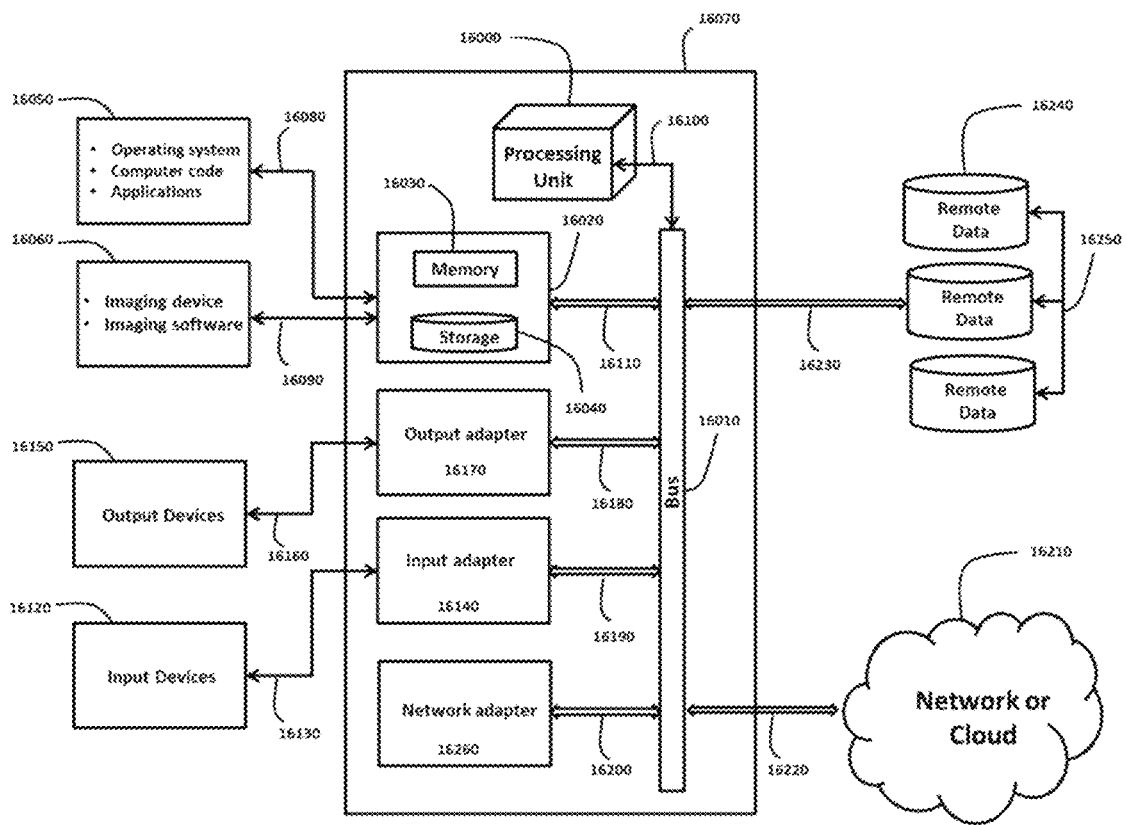 16000
16070
16050
16080
• Operating system
• Computer code
• Applications
Processing
Unit
16100
16240
Remote
Data
16250
16030
16020
16060
Memory
• Imaging device
• Imaging software
Storage
Remote
Data
16090
16110
16230
16040
Remote
Data
16150
Output adapter
16170
16010
Output Devices
16160
16180
Bus
16120
Input adapter
16140
16190
16210
Input Devices
16130
Network adapter
16260
16200
16220
Network or
Cloud